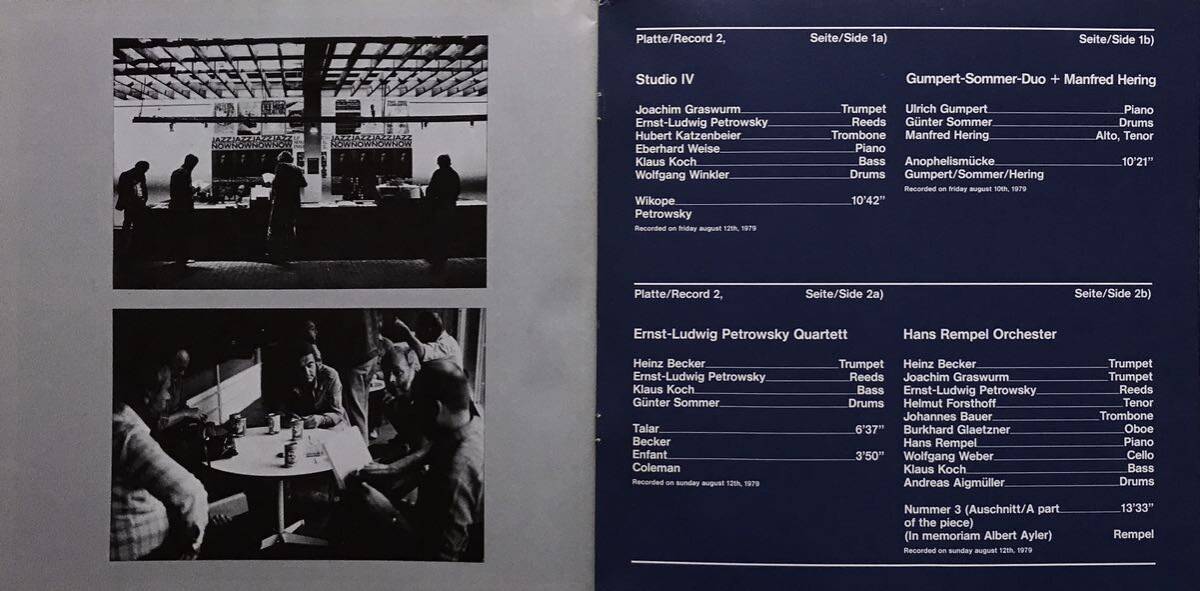 JAZZJAZZJAZZJAZZJAZZ
NOWNOWNOWNOWNOW
Platte/Record 2, Seite/Side 1a) Seite/Side 1b)
Studio IV
Joachim Graswurm Trumpet
Ernst-Ludwig Petrowsky Reeds
Hubert Katzenbeier Trombone
Eberhard Weise Piano
Klaus Koch Bass
Wolfgang Winkler Drums
Wikope 10'42"
Petrowsky
Recorded on friday august 12th, 1979
Gumpert-Sommer-Duo + Manfred Hering
Ulrich Gumpert Piano
Günter Sommer Drums
Manfred Hering Alto, Tenor
Anophelismücke 10'21"
Gumpert/Sommer/Hering
Recorded on friday august 10th, 1979
Platte/Record 2, Seite/Side 2a) Seite/Side 2b)
Ernst-Ludwig Petrowsky Quartett
Heinz Becker Trumpet
Ernst-Ludwig Petrowsky Reeds
Klaus Koch Bass
Günter Sommer Drums
Talar 6'37"
Becker
Enfant 3'50"
Coleman
Recorded on sunday august 12th, 1979
Hans Rempel Orchester
Heinz Becker Trumpet
Joachim Graswurm Trumpet
Ernst-Ludwig Petrowsky Reeds
Helmut Forsthoff Tenor
Johannes Bauer Trombone
Burkhard Glaetzner Oboe
Hans Rempel Piano
Wolfgang Weber Cello
Klaus Koch Bass
Andreas Aigmüller Drums
Nummer 3 (Auschnitt/A part 13'33"
of the piece)
(In memoriam Albert Ayler) Rempel
Recorded on sunday august 12th, 1979